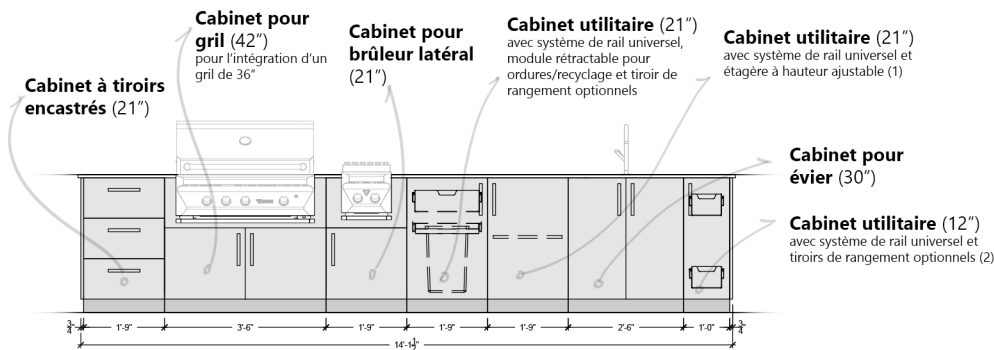 Cabinet à tiroirs
encastrés (21”)
Cabinet pour
gril (42”)
pour l’intégration d’un
gril de 36”
Cabinet pour
brûleur latéral
(21”)
Cabinet utilitaire (21”)
avec système de rail universel,
module rétractable pour
ordures/recyclage et tiroir de
rangement optionnels
Cabinet utilitaire (21”)
avec système de rail universel et
étagère à hauteur ajustable (1)
Cabinet pour
évier (30”)
Cabinet utilitaire (12”)
avec système de rail universel et
tiroirs de rangement optionnels (2)
3/4 1'-9" 3'-6" 1'-9" 1'-9" 1'-9" 2'-6" 1'-0" 3/4
14'-1 1/2"